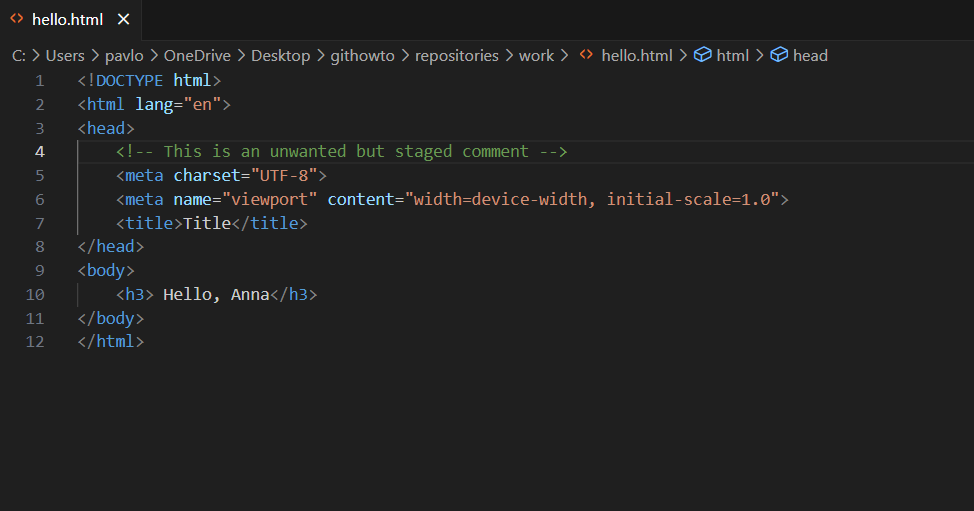 hello.html
C: > Users > pavlo > OneDrive > Desktop > githowto > repositories > work > hello.html > html > head
1 <!DOCTYPE html>
2 <html lang="en">
3 <head>
4     <!-- This is an unwanted but staged comment -->
5     <meta charset="UTF-8">
6     <meta name="viewport" content="width=device-width, initial-scale=1.0">
7     <title>Title</title>
8 </head>
9 <body>
10     <h3> Hello, Anna</h3>
11 </body>
12 </html>